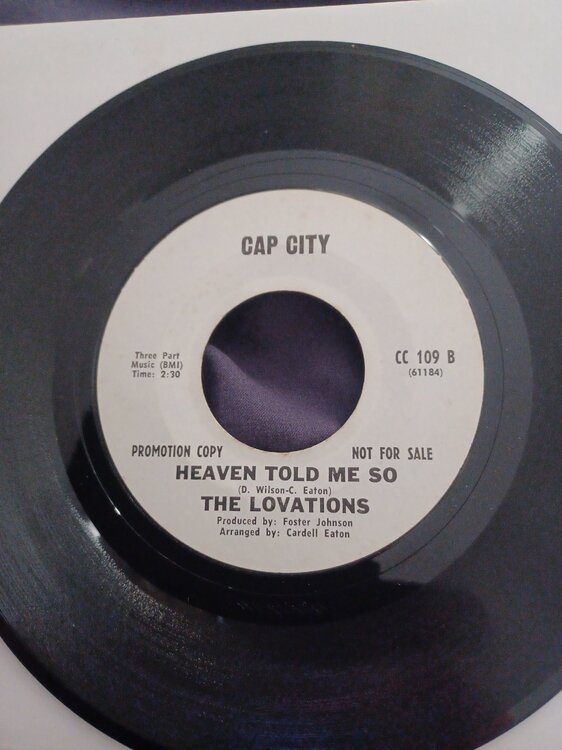 CAP CITY
Three Part
Music (BMI)
Time: 2:30
CC 109 B
(61184)
PROMOTION COPY NOT FOR SALE
HEAVEN TOLD ME SO
(D. Wilson-C. Eaton)
THE LOVATIONS
Produced by: Foster Johnson
Arranged by: Cardell Eaton